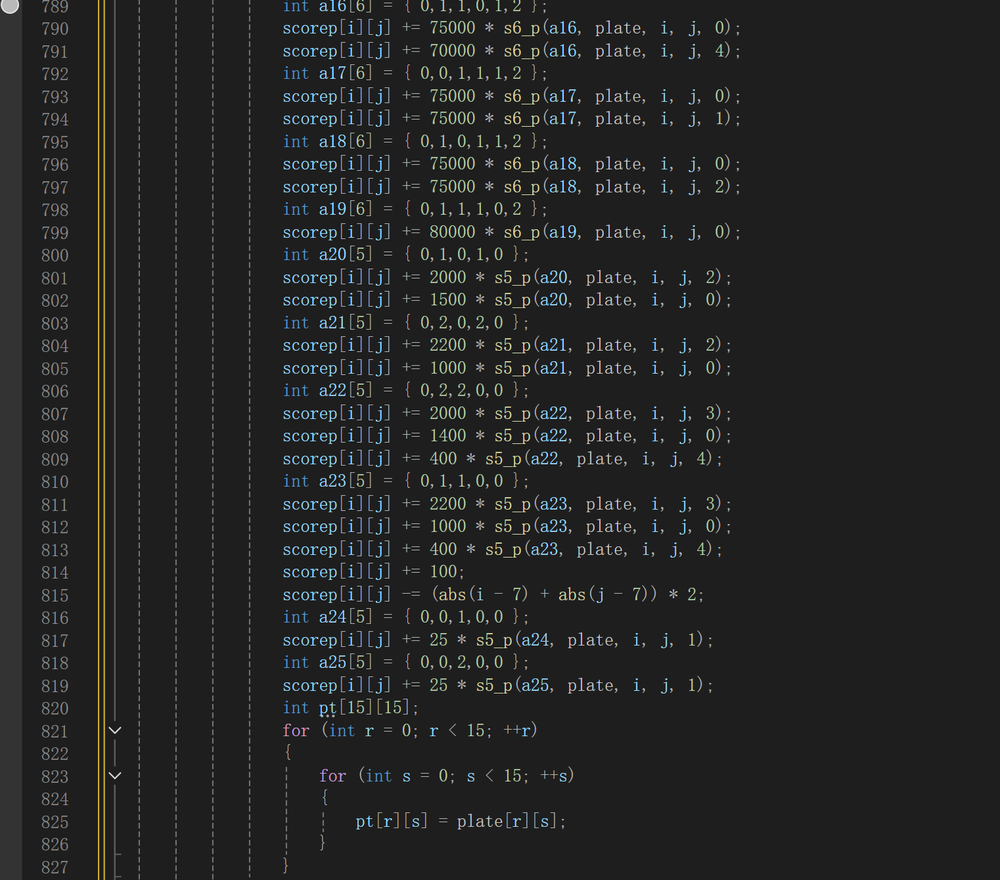 789 int a16[6] = { 0,1,1,0,1,2 };
790 scorep[i][j] += 75000 * s6_p(a16, plate, i, j, 0);
791 scorep[i][j] += 70000 * s6_p(a16, plate, i, j, 4);
792 int a17[6] = { 0,0,1,1,1,2 };
793 scorep[i][j] += 75000 * s6_p(a17, plate, i, j, 0);
794 scorep[i][j] += 75000 * s6_p(a17, plate, i, j, 1);
795 int a18[6] = { 0,1,0,1,1,2 };
796 scorep[i][j] += 75000 * s6_p(a18, plate, i, j, 0);
797 scorep[i][j] += 75000 * s6_p(a18, plate, i, j, 2);
798 int a19[6] = { 0,1,1,1,0,2 };
799 scorep[i][j] += 80000 * s6_p(a19, plate, i, j, 0);
800 int a20[5] = { 0,1,0,1,0 };
801 scorep[i][j] += 2000 * s5_p(a20, plate, i, j, 2);
802 scorep[i][j] += 1500 * s5_p(a20, plate, i, j, 0);
803 int a21[5] = { 0,2,0,2,0 };
804 scorep[i][j] += 2200 * s5_p(a21, plate, i, j, 2);
805 scorep[i][j] += 1000 * s5_p(a21, plate, i, j, 0);
806 int a22[5] = { 0,2,2,0,0 };
807 scorep[i][j] += 2000 * s5_p(a22, plate, i, j, 3);
808 scorep[i][j] += 1400 * s5_p(a22, plate, i, j, 0);
809 scorep[i][j] += 400 * s5_p(a22, plate, i, j, 4);
810 int a23[5] = { 0,1,1,0,0 };
811 scorep[i][j] += 2200 * s5_p(a23, plate, i, j, 3);
812 scorep[i][j] += 1000 * s5_p(a23, plate, i, j, 0);
813 scorep[i][j] += 400 * s5_p(a23, plate, i, j, 4);
814 scorep[i][j] += 100;
815 scorep[i][j] -= (abs(i - 7) + abs(j - 7)) * 2;
816 int a24[5] = { 0,0,1,0,0 };
817 scorep[i][j] += 25 * s5_p(a24, plate, i, j, 1);
818 int a25[5] = { 0,0,2,0,0 };
819 scorep[i][j] += 25 * s5_p(a25, plate, i, j, 1);
820 int pt[15][15];
821 for (int r = 0; r < 15; ++r)
822 {
823 for (int s = 0; s < 15; ++s)
824 {
825 pt[r][s] = plate[r][s];
826 }
827 }